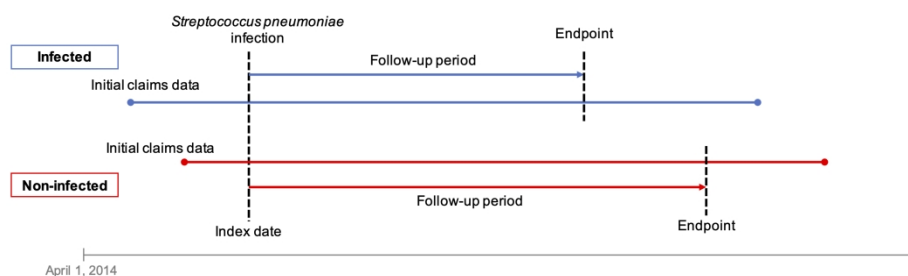 Streptococcus pneumoniae
infection
Endpoint
Infected
Follow-up period
Initial claims data
Initial claims data
Non-infected
Follow-up period
Index date
Endpoint
April 1, 2014